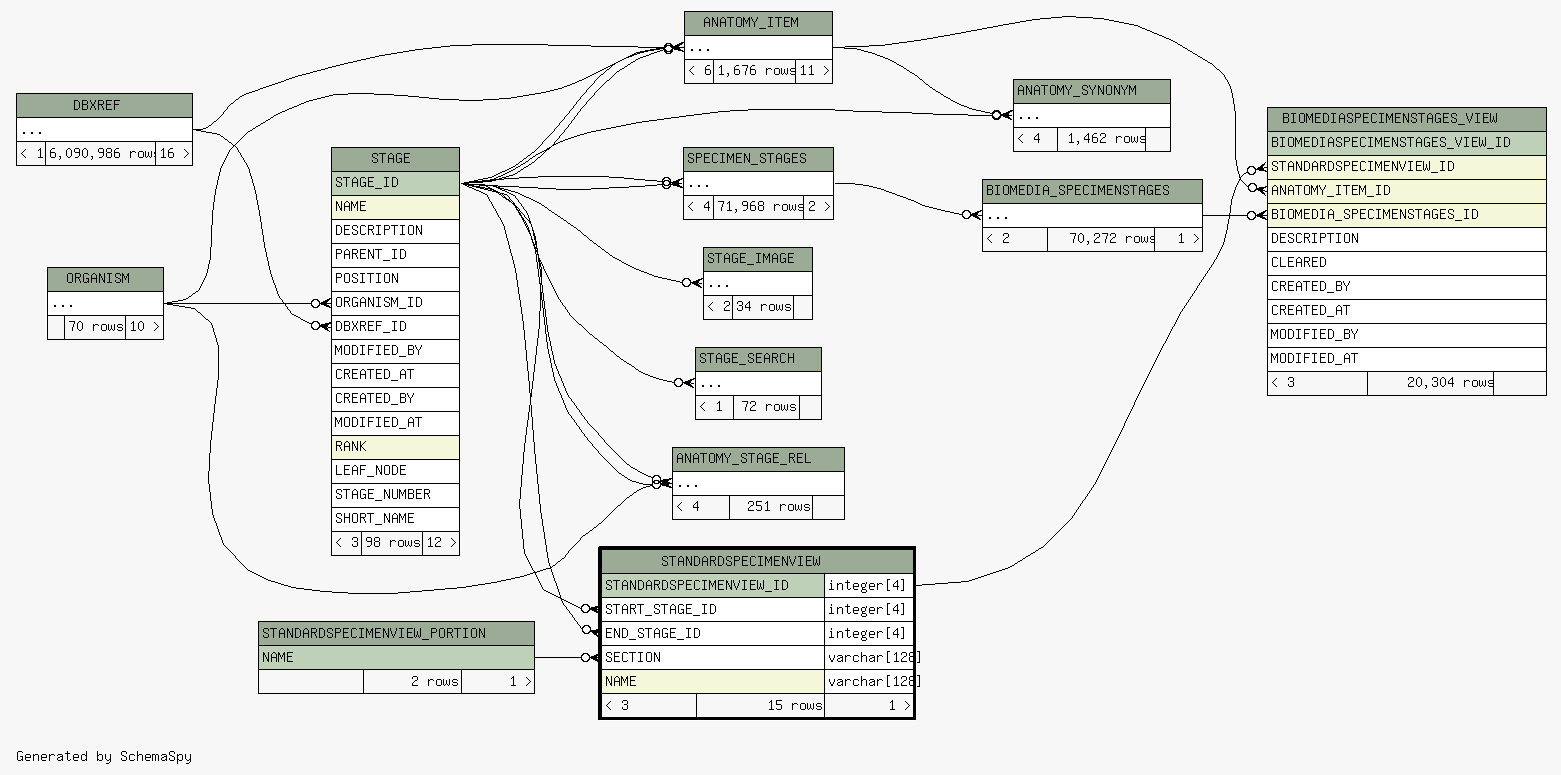 ANATOMY_ITEM
...
< 6 1,676 rows 11 >
DBXREF
...
< 1 6,090,986 rows 16 >
ORGANISM
...
70 rows 10 >
STAGE
STAGE_ID
NAME
DESCRIPTION
PARENT_ID
POSITION
ORGANISM_ID
DBXREF_ID
MODIFIED_BY
CREATED_AT
CREATED_BY
MODIFIED_AT
RANK
LEAF_NODE
STAGE_NUMBER
SHORT_NAME
< 3 98 rows 12 >
ANATOMY_SYNONYM
...
< 4 1,462 rows
SPECIMEN_STAGES
...
< 4 71,968 rows 2 >
BIOMEDIA_SPECIMENSTAGES
...
< 2 70,272 rows 1 >
BIOMEDIASPECIMENSTAGES_VIEW
BIOMEDIASPECIMENSTAGES_VIEW_ID
STANDARDSPECIMENVIEW_ID
ANATOMY_ITEM_ID
BIOMEDIA_SPECIMENSTAGES_ID
DESCRIPTION
CLEARED
CREATED_BY
CREATED_AT
MODIFIED_BY
MODIFIED_AT
< 3 20,304 rows
STAGE_IMAGE
...
< 2 34 rows
STAGE_SEARCH
...
< 1 72 rows
ANATOMY_STAGE_REL
...
< 4 251 rows
STANDARDSPECIMENVIEW
STANDARDSPECIMENVIEW_ID integer[4]
START_STAGE_ID integer[4]
END_STAGE_ID integer[4]
SECTION varchar[128]
NAME varchar[128]
< 3 15 rows 1 >
STANDARDSPECIMENVIEW_PORTION
NAME
2 rows 1 >
Generated by SchemaSpy